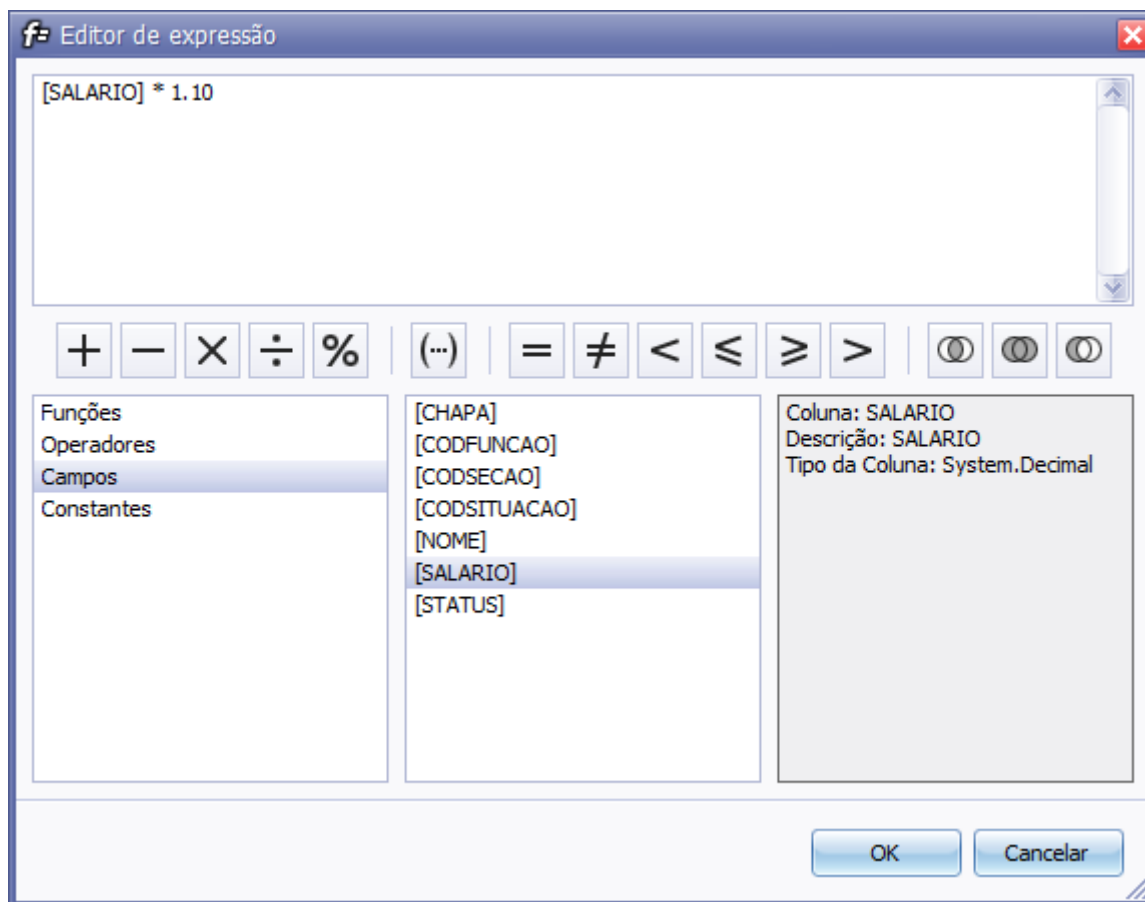 Editor de expressão
[SALARIO] * 1.10
+ − × ÷ % (...) = ≠ < ⩽ ⩾ >
Funções
Operadores
Campos
Constantes
[CHAPA]
[CODFUNCAO]
[CODSECAO]
[CODSITUACAO]
[NOME]
[SALARIO]
[STATUS]
Coluna: SALARIO
Descrição: SALARIO
Tipo da Coluna: System.Decimal
OK Cancelar